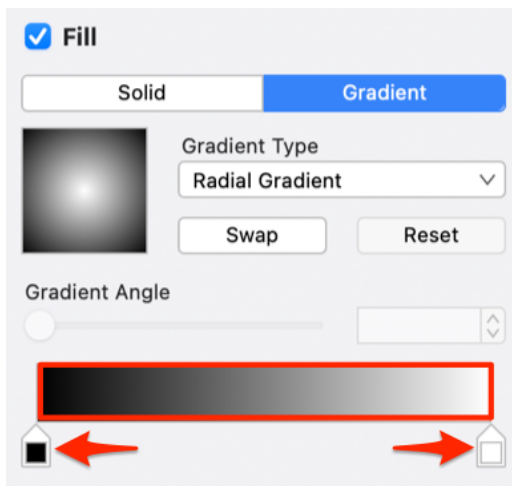 Fill
Solid Gradient
Gradient Type
Radial Gradient
Swap Reset
Gradient Angle